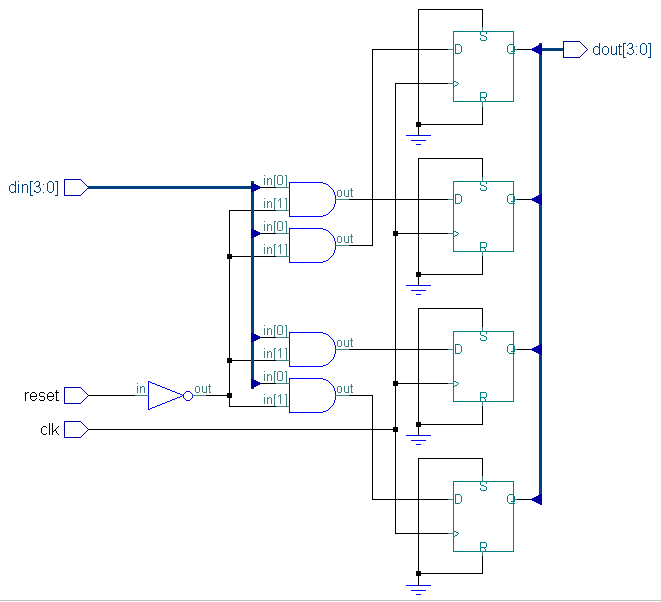 S
D Q dout[3:0]
R
din[3:0] in[0] out
in[1]
S
D Q
R
in[0] out
in[1]
in[0] out
in[1]
S
D Q
R
in[0] out
in[1]
reset in out
clk
S
D Q
R